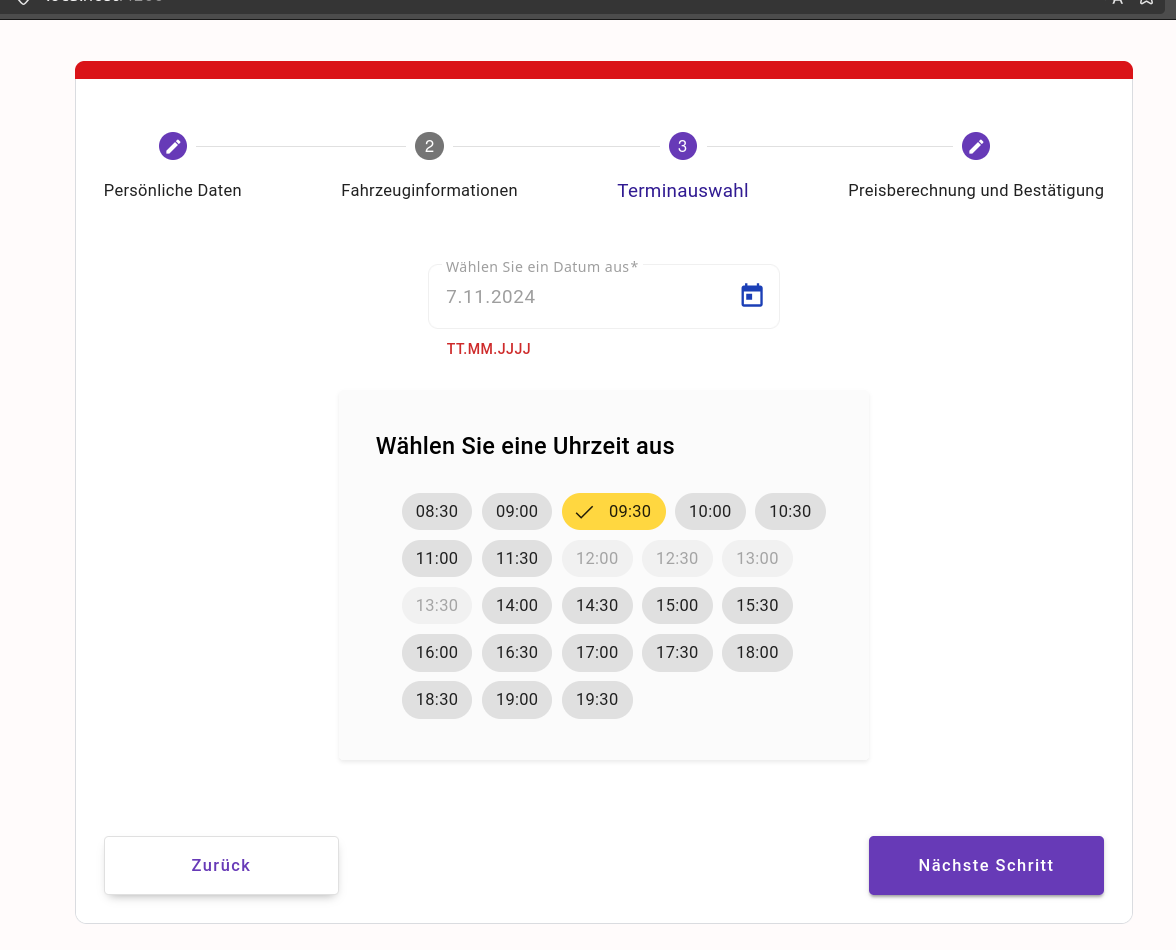 2
3
Persönliche Daten
Fahrzeuginformationen
Terminauswahl
Preisberechnung und Bestätigung
Wählen Sie ein Datum aus*
7.11.2024
TT.MM.JJJJ
Wählen Sie eine Uhrzeit aus
08:30 09:00 09:30 10:00 10:30
11:00 11:30 12:00 12:30 13:00
13:30 14:00 14:30 15:00 15:30
16:00 16:30 17:00 17:30 18:00
18:30 19:00 19:30
Zurück
Nächste Schritt